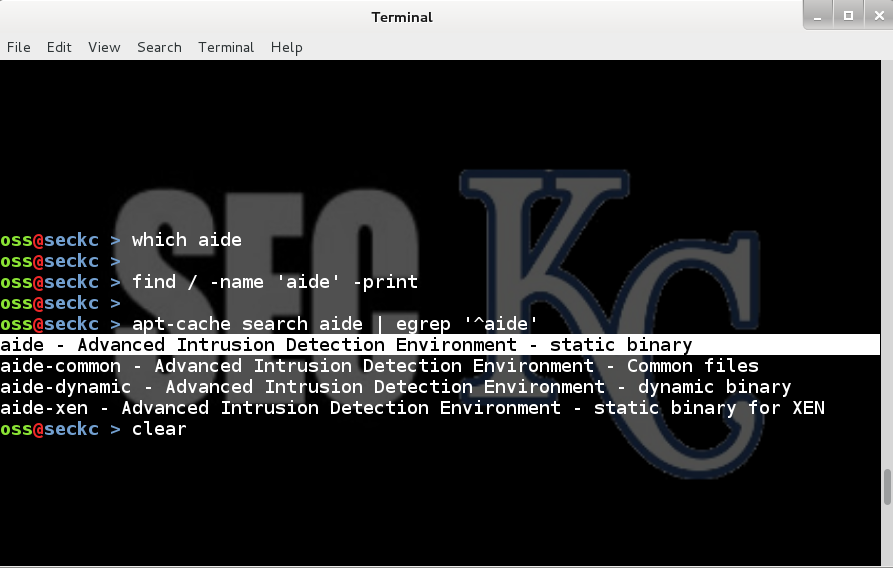 Terminal
File Edit View Search Terminal Help
SEC KC
oss@seckc > which aide
oss@seckc >
oss@seckc > find / -name 'aide' -print
oss@seckc >
oss@seckc > apt-cache search aide | egrep '^aide'
aide - Advanced Intrusion Detection Environment - static binary
aide-common - Advanced Intrusion Detection Environment - Common files
aide-dynamic - Advanced Intrusion Detection Environment - dynamic binary
aide-xen - Advanced Intrusion Detection Environment - static binary for XEN
oss@seckc > clear